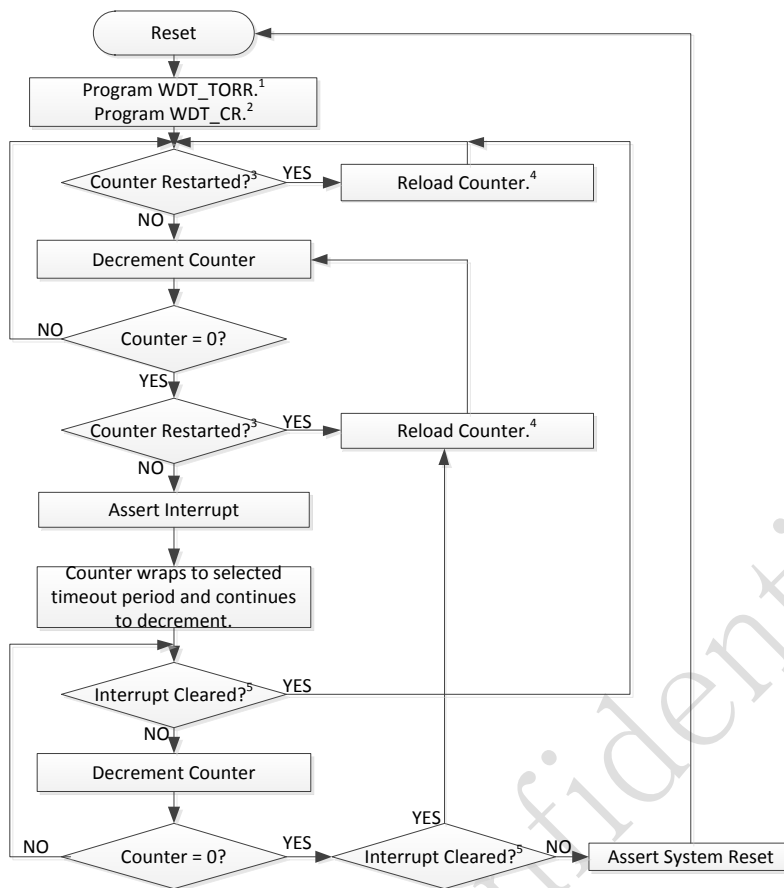 Reset
Program WDT_TORR.1
Program WDT_CR.2
Counter Restarted?3
YES
Reload Counter.4
NO
Decrement Counter
NO
Counter = 0?
YES
Counter Restarted?3
YES
Reload Counter.4
NO
Assert Interrupt
Counter wraps to selected
timeout period and continues
to decrement.
Interrupt Cleared?5
YES
NO
Decrement Counter
NO
Counter = 0?
YES
YES
Interrupt Cleared?5
NO
Assert System Reset